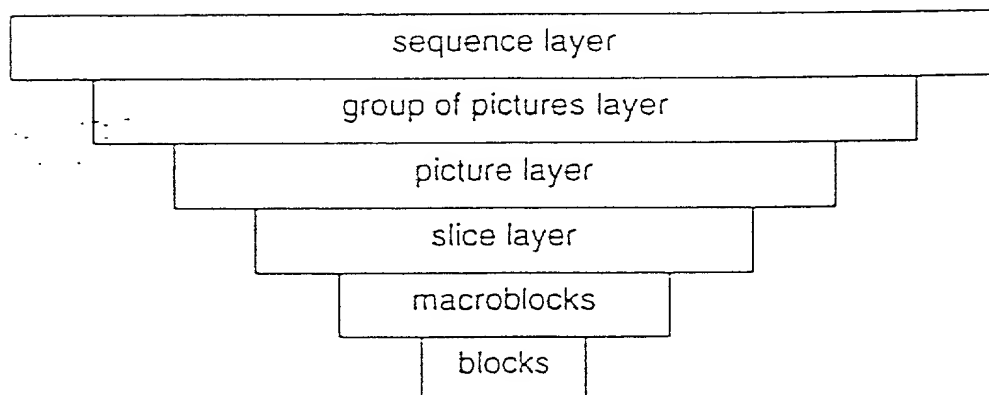 sequence layer
group of pictures layer
picture layer
slice layer
macroblocks
blocks